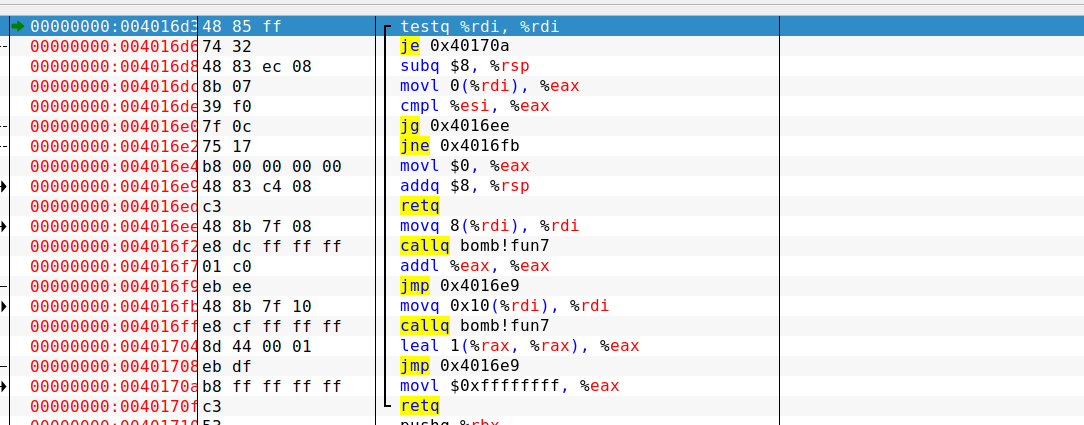 00000000:004016d3 48 85 ff testq %rdi, %rdi
00000000:004016d6 74 32 je 0x40170a
00000000:004016d8 48 83 ec 08 subq $8, %rsp
00000000:004016dc 8b 07 movl 0(%rdi), %eax
00000000:004016de 39 f0 cmpl %esi, %eax
00000000:004016e0 7f 0c jg 0x4016ee
00000000:004016e2 75 17 jne 0x4016fb
00000000:004016e4 b8 00 00 00 00 movl $0, %eax
00000000:004016e9 48 83 c4 08 addq $8, %rsp
00000000:004016ed c3 retq
00000000:004016ee 48 8b 7f 08 movq 8(%rdi), %rdi
00000000:004016f2 e8 dc ff ff ff callq bomb!fun7
00000000:004016f7 01 c0 addl %eax, %eax
00000000:004016f9 eb ee jmp 0x4016e9
00000000:004016fb 48 8b 7f 10 movq 0x10(%rdi), %rdi
00000000:004016ff e8 cf ff ff ff callq bomb!fun7
00000000:00401704 8d 44 00 01 leal 1(%rax, %rax), %eax
00000000:00401708 eb df jmp 0x4016e9
00000000:0040170a b8 ff ff ff ff movl $0xffffffff, %eax
00000000:0040170f c3 retq
00000000:00401710 53 pushq %rbx